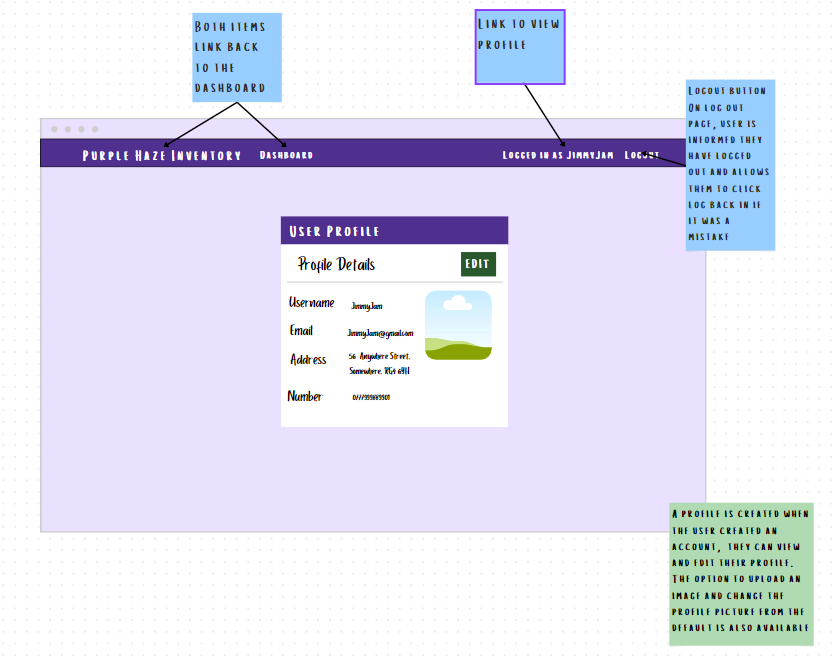 Both items
link back
to the
dashboard
Link to view
profile
Logout button
On log out
page, user is
informed they
have logged
out and allows
them to click
log back in if
it was a
mistake
Purple Haze Inventory
Dashboard
Logged in as JimmyJam
Logout
User Profile
Profile Details
EDIT
Username
JimmyJam
Email
JimmyJam@gmail.com
Address
56 Anywhere Street,
Somewhere, RG4
Number
A profile is created when
the user created an
account, they can view
and edit their profile.
The option to upload an
image and change the
profile picture from the
default is also available